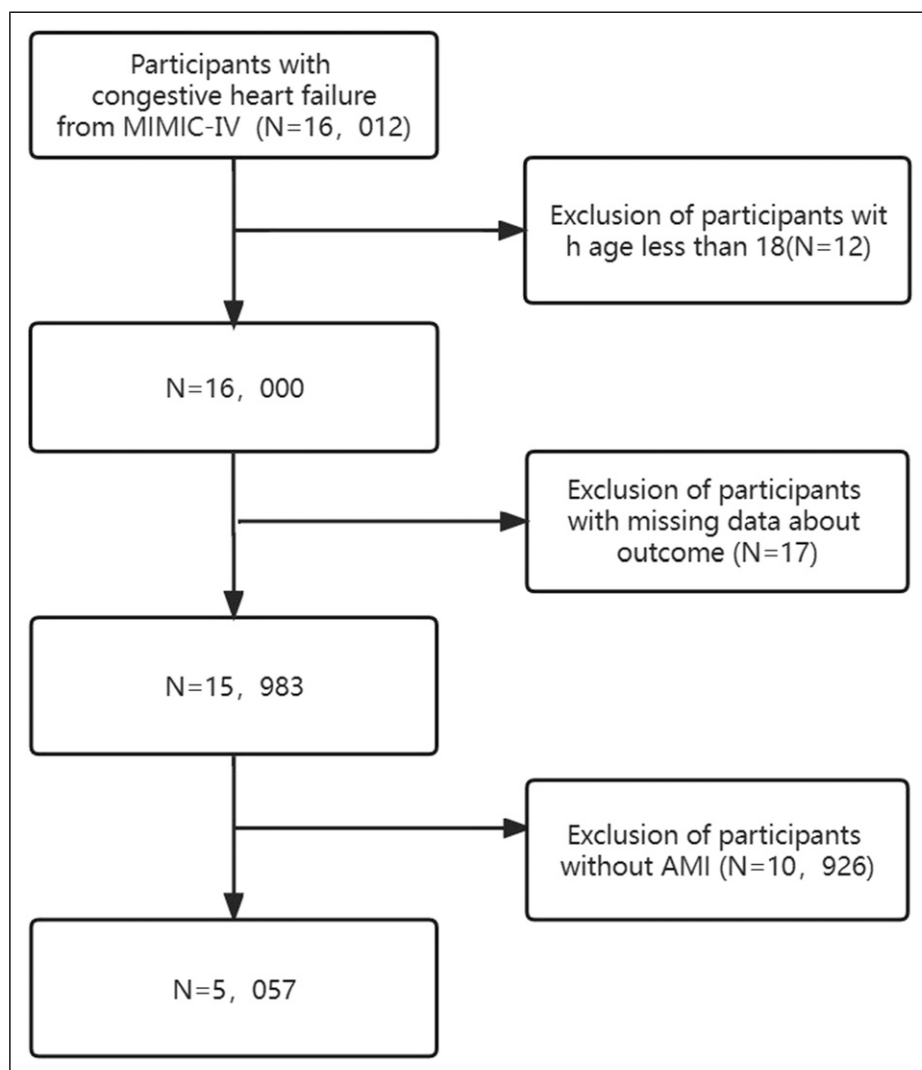 Participants with
congestive heart failure
from MIMIC-IV (N=16，012)
Exclusion of participants wit
h age less than 18(N=12)
N=16，000
Exclusion of participants
with missing data about
outcome (N=17)
N=15，983
Exclusion of participants
without AMI (N=10，926)
N=5，057